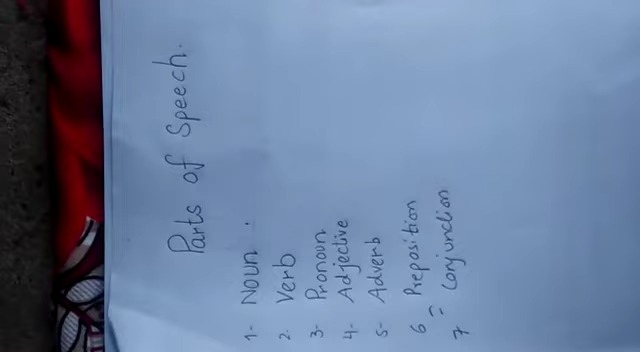 Parts of Speech.
1- Noun.
2. Verb
3- Pronoun
4- Adjective
5- Adverb
6 Preposition
7 = Conjunction